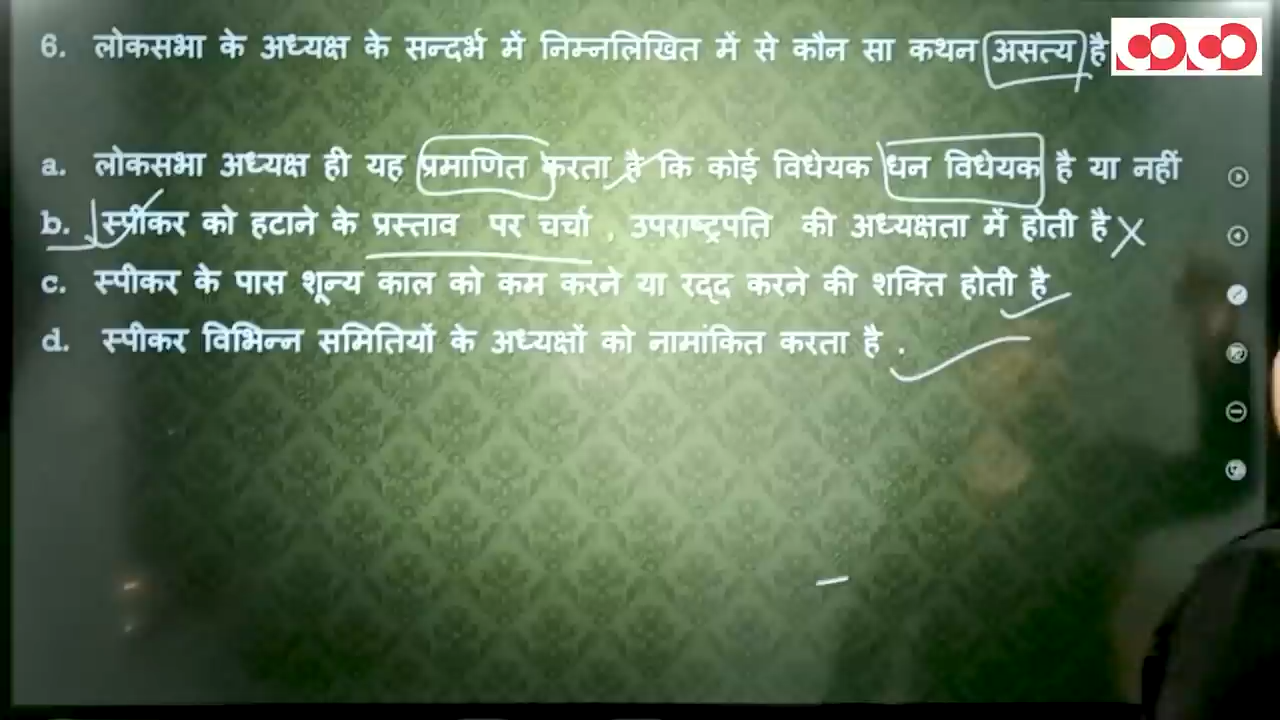 6. लोकसभा के अध्यक्ष के सन्दर्भ में निम्नलिखित में से कौन सा कथन असत्य है
a. लोकसभा अध्यक्ष ही यह प्रमाणित करता है कि कोई विधेयक धन विधेयक है या नहीं
b. स्पीकर को हटाने के प्रस्ताव पर चर्चा , उपराष्ट्रपति की अध्यक्षता में होती है
c. स्पीकर के पास शून्य काल को कम करने या रद्द करने की शक्ति होती है
d. स्पीकर विभिन्न समितियों के अध्यक्षों को नामांकित करता है .